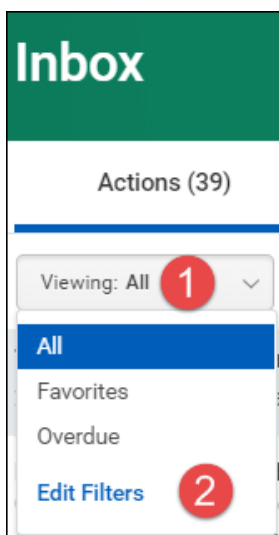 Inbox
Actions (39)
Viewing: All 1
All
Favorites
Overdue
Edit Filters 2